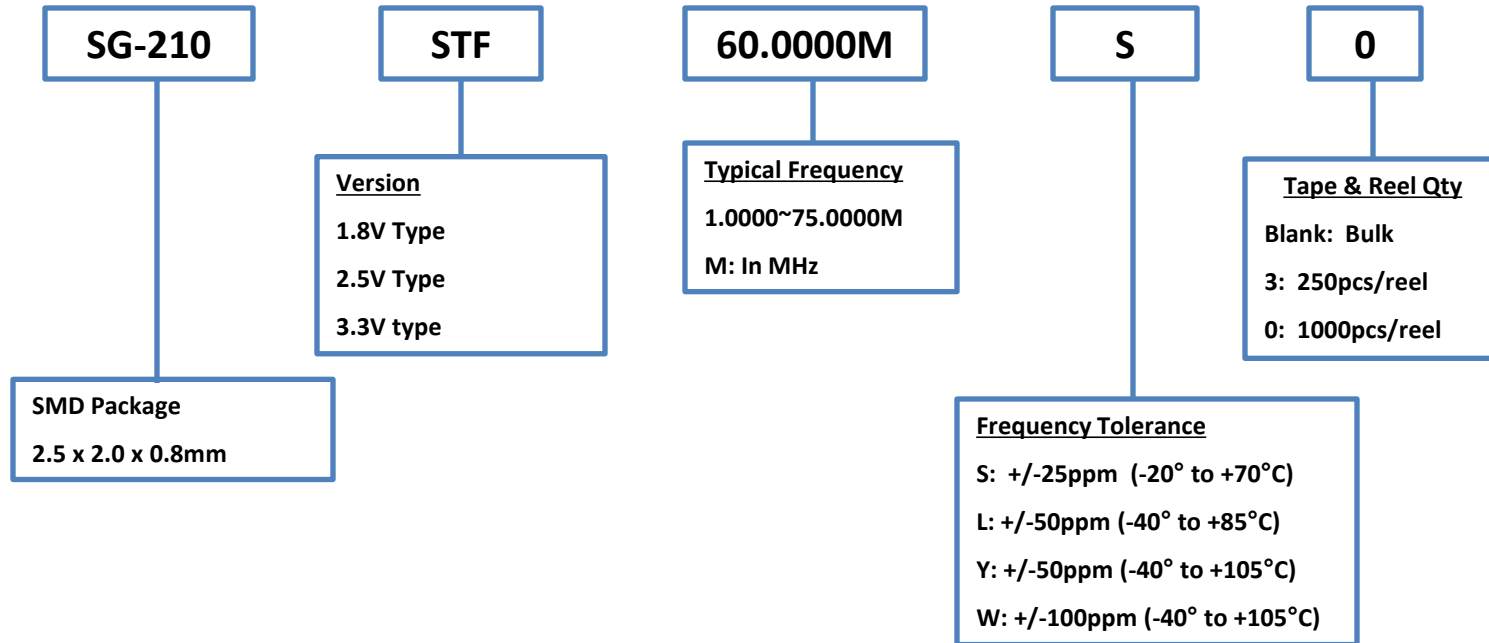 SG-210 STF 60.0000M S 0
Version
1.8V Type
2.5V Type
3.3V type
Typical Frequency
1.0000~75.0000M
M: In MHz
Tape & Reel Qty
Blank: Bulk
3: 250pcs/reel
0: 1000pcs/reel
SMD Package
2.5 x 2.0 x 0.8mm
Frequency Tolerance
S: +/-25ppm (-20° to +70°C)
L: +/-50ppm (-40° to +85°C)
Y: +/-50ppm (-40° to +105°C)
W: +/-100ppm (-40° to +105°C)